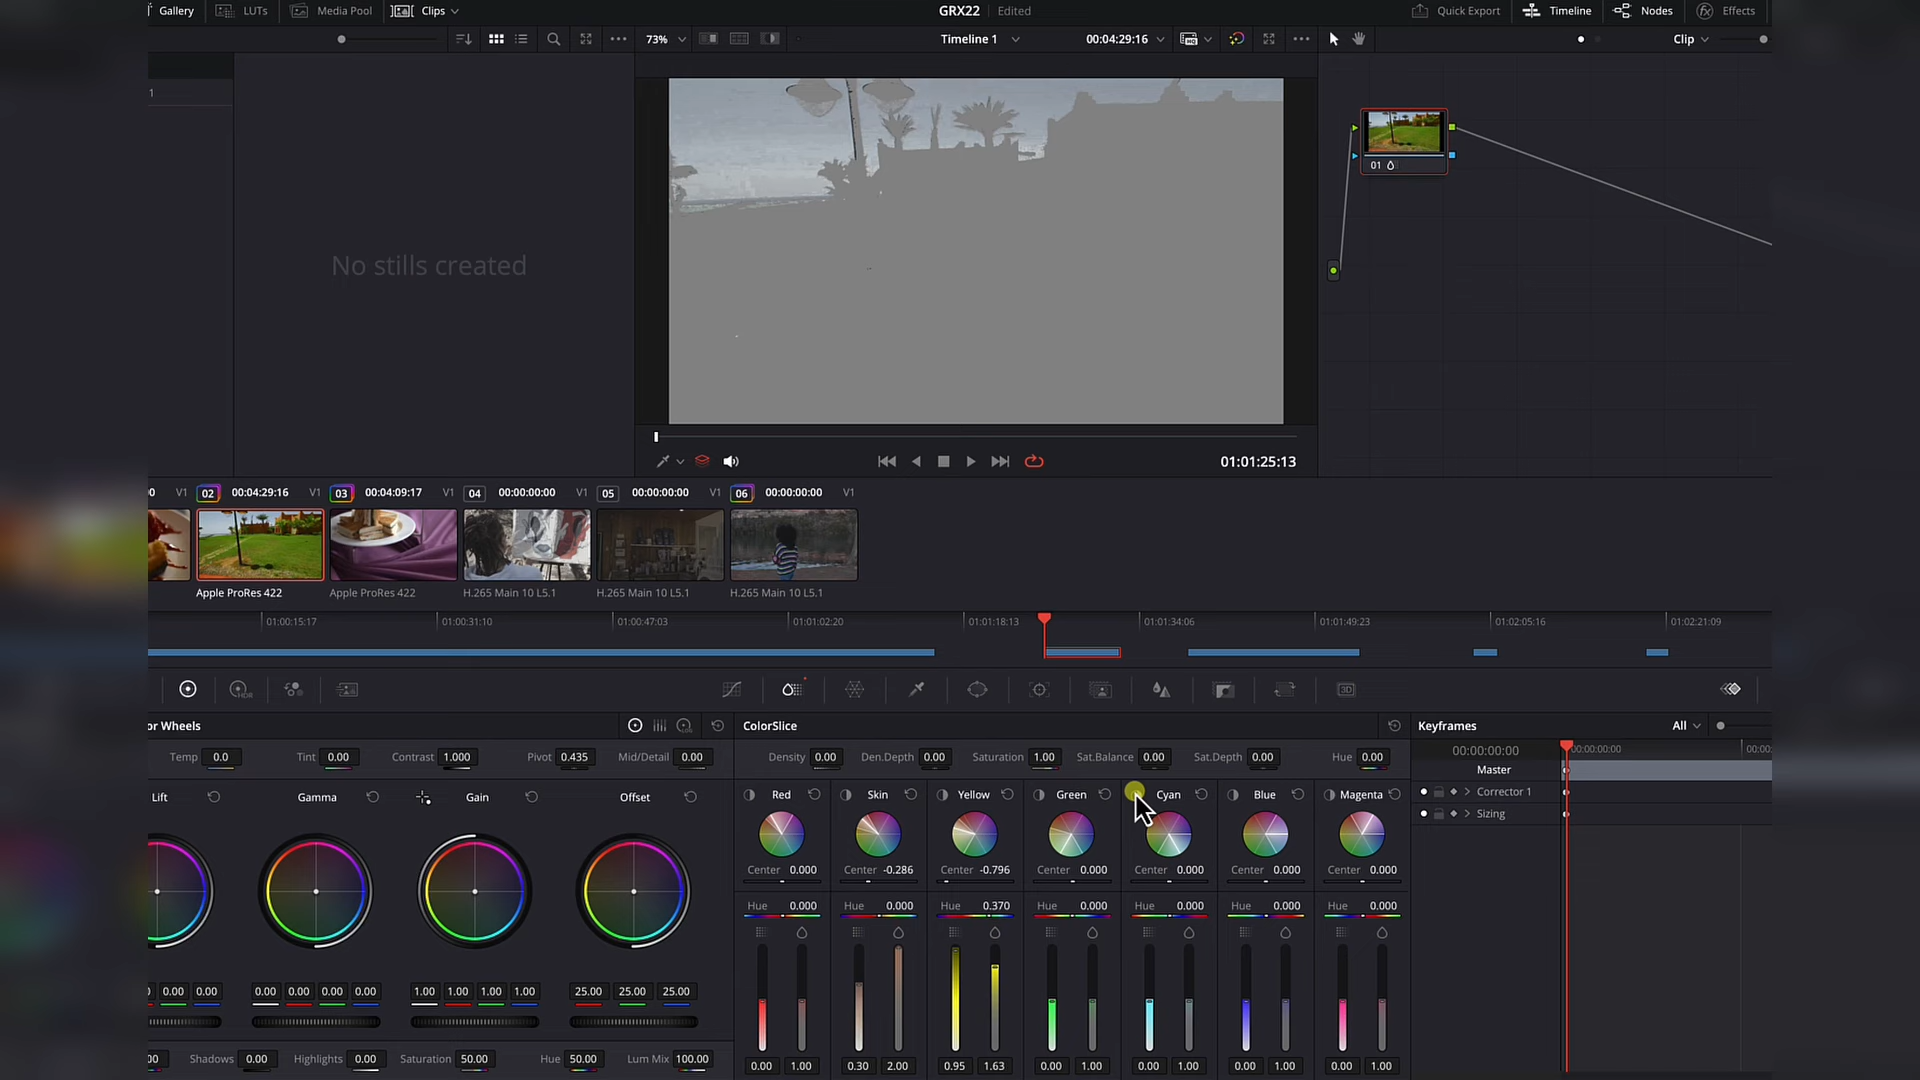 Gallery LUTs Media Pool Clips GRX22 Edited Quick Export Timeline Nodes Effects
73% Timeline 1 00:04:29:16 Clip
1
No stills created
01
01:01:25:13
V1 02 00:04:29:16 V1 03 00:04:09:17 V1 04 00:00:00:00 V1 05 00:00:00:00 V1 06 00:00:00:00 V1
Apple ProRes 422 Apple ProRes 422 H.265 Main 10 L5.1 H.265 Main 10 L5.1 H.265 Main 10 L5.1
01:00:15:17 01:00:31:10 01:00:47:03 01:01:02:20 01:01:18:13 01:01:34:06 01:01:49:23 01:02:05:16 01:02:21:09
HDR 3D
or Wheels ColorSlice Keyframes All
Temp 0.0 Tint 0.00 Contrast 1.000 Pivot 0.435 Mid/Detail 0.00 Density 0.00 Den.Depth 0.00 Saturation 1.00 Sat.Balance 0.00 Sat.Depth 0.00 Hue 0.00 00:00:00:00 00:00:00:00 00:00:
Master
Lift Gamma Gain Offset Red Skin Yellow Green Cyan Blue Magenta Corrector 1
Sizing
Center 0.000 Center -0.286 Center -0.796 Center 0.000 Center 0.000 Center 0.000 Center 0.000
Hue 0.000 Hue 0.000 Hue 0.370 Hue 0.000 Hue 0.000 Hue 0.000 Hue 0.000
0.00 0.00 0.00 0.00 0.00 0.00 1.00 1.00 1.00 1.00 25.00 25.00 25.00
00 Shadows 0.00 Highlights 0.00 Saturation 50.00 Hue 50.00 Lum Mix 100.00 0.00 1.00 0.30 2.00 0.95 1.63 0.00 1.00 0.00 1.00 0.00 1.00 0.00 1.00